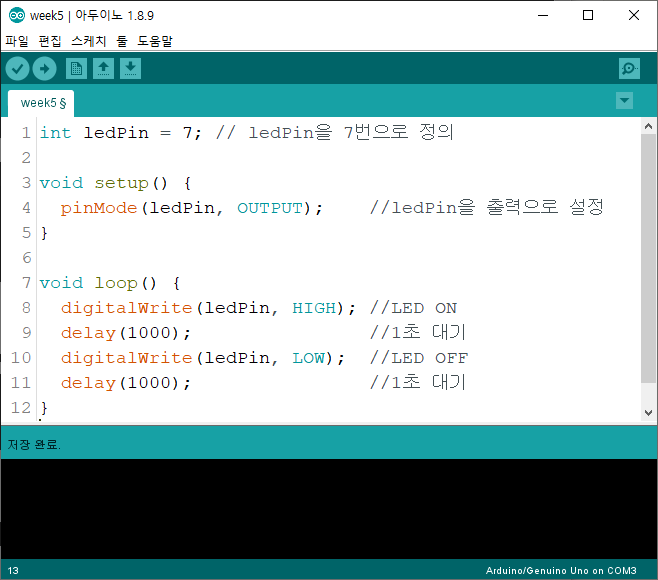 week5 | 아두이노 1.8.9
파일 편집 스케치 툴 도움말
week5 §
1 int ledPin = 7; // ledPin을 7번으로 정의
2
3 void setup() {
4   pinMode(ledPin, OUTPUT);    //ledPin을 출력으로 설정
5 }
6
7 void loop() {
8   digitalWrite(ledPin, HIGH); //LED ON
9   delay(1000);                //1초 대기
10   digitalWrite(ledPin, LOW);  //LED OFF
11   delay(1000);                //1초 대기
12 }
저장 완료.
13 Arduino/Genuino Uno on COM3